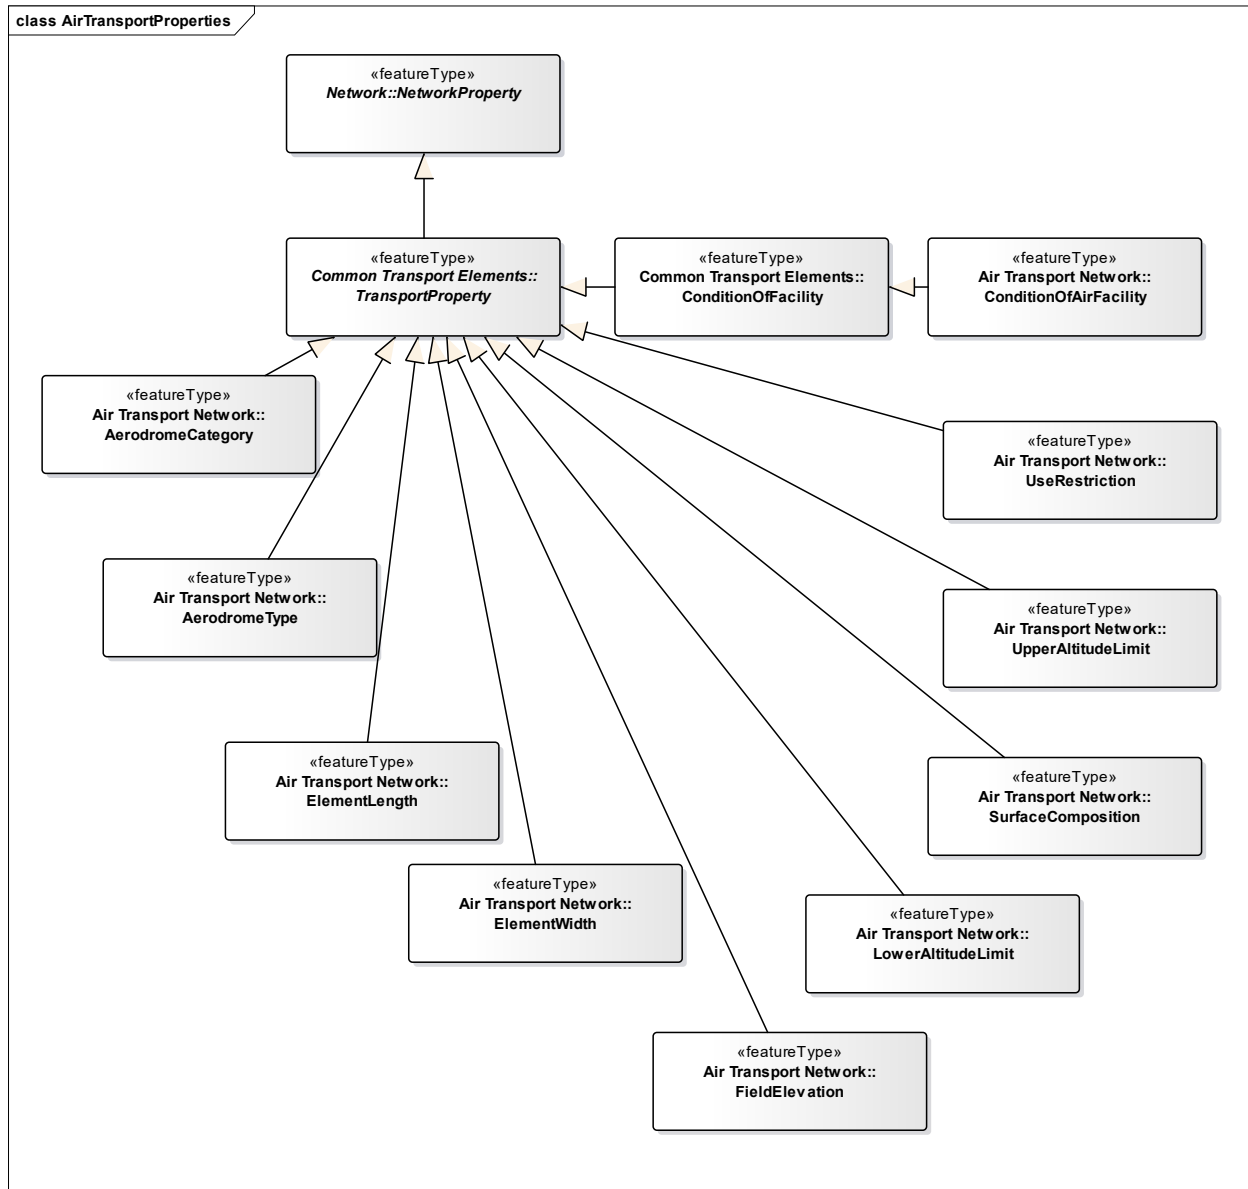 class AirTransportProperties
«featureType»
Network::NetworkProperty
«featureType»
Common Transport Elements::
TransportProperty
«featureType»
Common Transport Elements::
ConditionOfFacility
«featureType»
Air Transport Network::
ConditionOfAirFacility
«featureType»
Air Transport Network::
AerodromeCategory
«featureType»
Air Transport Network::
UseRestriction
«featureType»
Air Transport Network::
AerodromeType
«featureType»
Air Transport Network::
UpperAltitudeLimit
«featureType»
Air Transport Network::
ElementLength
«featureType»
Air Transport Network::
SurfaceComposition
«featureType»
Air Transport Network::
ElementWidth
«featureType»
Air Transport Network::
LowerAltitudeLimit
«featureType»
Air Transport Network::
FieldElevation